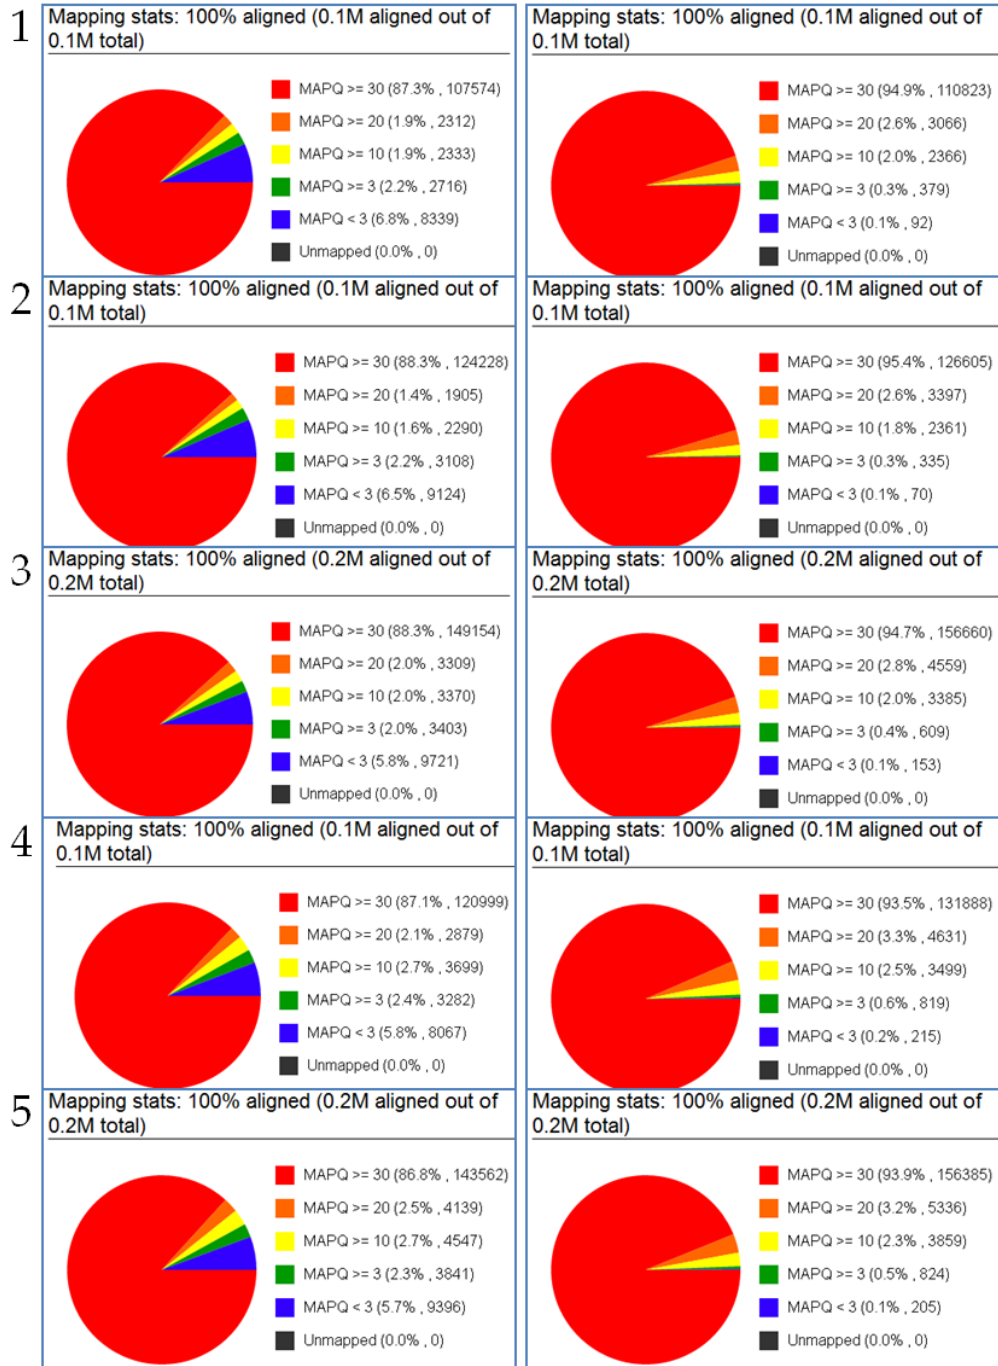 1
Mapping stats: 100% aligned (0.1M aligned out of
0.1M total)
MAPQ >= 30 (87.3% , 107574)
MAPQ >= 20 (1.9% , 2312)
MAPQ >= 10 (1.9% , 2333)
MAPQ >= 3 (2.2% , 2716)
MAPQ < 3 (6.8% , 8339)
Unmapped (0.0% , 0)
Mapping stats: 100% aligned (0.1M aligned out of
0.1M total)
MAPQ >= 30 (94.9% , 110823)
MAPQ >= 20 (2.6% , 3066)
MAPQ >= 10 (2.0% , 2366)
MAPQ >= 3 (0.3% , 379)
MAPQ < 3 (0.1% , 92)
Unmapped (0.0% , 0)
2
Mapping stats: 100% aligned (0.1M aligned out of
0.1M total)
MAPQ >= 30 (88.3% , 124228)
MAPQ >= 20 (1.4% , 1905)
MAPQ >= 10 (1.6% , 2290)
MAPQ >= 3 (2.2% , 3108)
MAPQ < 3 (6.5% , 9124)
Unmapped (0.0% , 0)
Mapping stats: 100% aligned (0.1M aligned out of
0.1M total)
MAPQ >= 30 (95.4% , 126605)
MAPQ >= 20 (2.6% , 3397)
MAPQ >= 10 (1.8% , 2361)
MAPQ >= 3 (0.3% , 335)
MAPQ < 3 (0.1% , 70)
Unmapped (0.0% , 0)
3
Mapping stats: 100% aligned (0.2M aligned out of
0.2M total)
MAPQ >= 30 (88.3% , 149154)
MAPQ >= 20 (2.0% , 3309)
MAPQ >= 10 (2.0% , 3370)
MAPQ >= 3 (2.0% , 3403)
MAPQ < 3 (5.8% , 9721)
Unmapped (0.0% , 0)
Mapping stats: 100% aligned (0.2M aligned out of
0.2M total)
MAPQ >= 30 (94.7% , 156660)
MAPQ >= 20 (2.8% , 4559)
MAPQ >= 10 (2.0% , 3385)
MAPQ >= 3 (0.4% , 609)
MAPQ < 3 (0.1% , 153)
Unmapped (0.0% , 0)
4
Mapping stats: 100% aligned (0.1M aligned out of
0.1M total)
MAPQ >= 30 (87.1% , 120999)
MAPQ >= 20 (2.1% , 2879)
MAPQ >= 10 (2.7% , 3699)
MAPQ >= 3 (2.4% , 3282)
MAPQ < 3 (5.8% , 8067)
Unmapped (0.0% , 0)
Mapping stats: 100% aligned (0.1M aligned out of
0.1M total)
MAPQ >= 30 (93.5% , 131888)
MAPQ >= 20 (3.3% , 4631)
MAPQ >= 10 (2.5% , 3499)
MAPQ >= 3 (0.6% , 819)
MAPQ < 3 (0.2% , 215)
Unmapped (0.0% , 0)
5
Mapping stats: 100% aligned (0.2M aligned out of
0.2M total)
MAPQ >= 30 (86.8% , 143562)
MAPQ >= 20 (2.5% , 4139)
MAPQ >= 10 (2.7% , 4547)
MAPQ >= 3 (2.3% , 3841)
MAPQ < 3 (5.7% , 9396)
Unmapped (0.0% , 0)
Mapping stats: 100% aligned (0.2M aligned out of
0.2M total)
MAPQ >= 30 (93.9% , 156385)
MAPQ >= 20 (3.2% , 5336)
MAPQ >= 10 (2.3% , 3859)
MAPQ >= 3 (0.5% , 824)
MAPQ < 3 (0.1% , 205)
Unmapped (0.0% , 0)